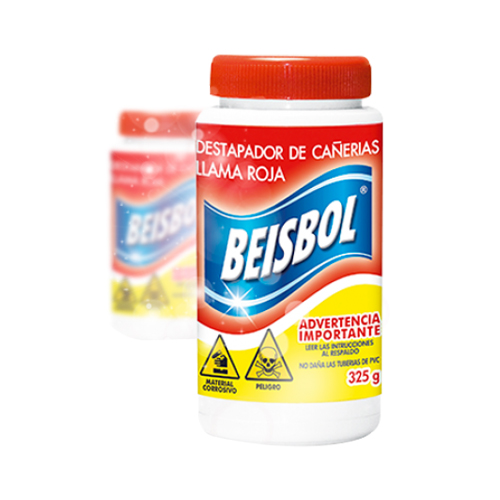 DESTAPADOR DE CAÑERIAS
LLAMA ROJA
BEISBOL®
ADVERTENCIA
IMPORTANTE
LEER LAS INTRUCCIONES
AL RESPALDO
NO DAÑA LAS TUBERIAS DE PVC
325 g
MATERIAL
CORROSIVO
PELIGRO
BEISBOL